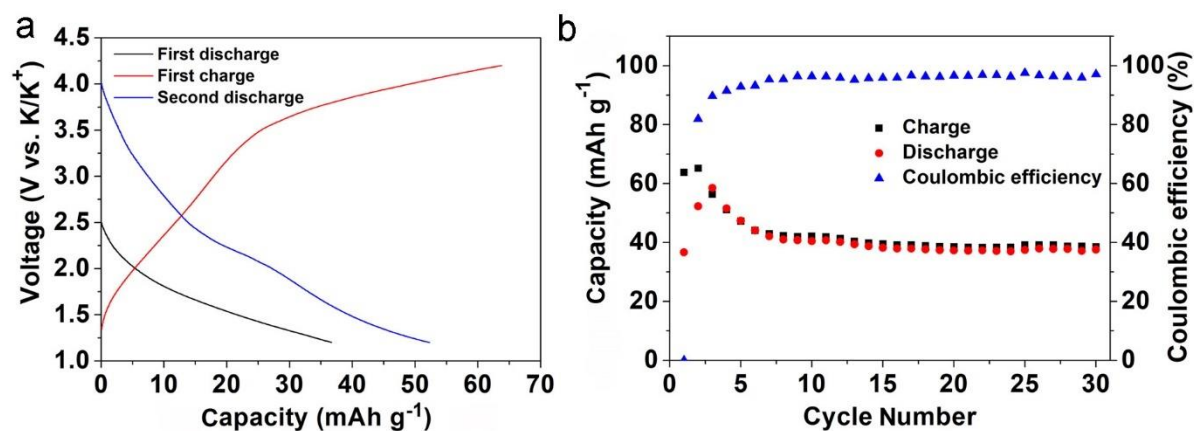 a
4.5
4.0
3.5
3.0
2.5
2.0
1.5
1.0
Voltage (V vs. K/K⁺)
First discharge
First charge
Second discharge
0 10 20 30 40 50 60 70
Capacity (mAh g⁻¹)
b
100
80
60
40
20
0
Capacity (mAh g⁻¹)
Charge
Discharge
Coulombic efficiency
100
80
60
40
20
0
Coulombic efficiency (%)
0 5 10 15 20 25 30
Cycle Number